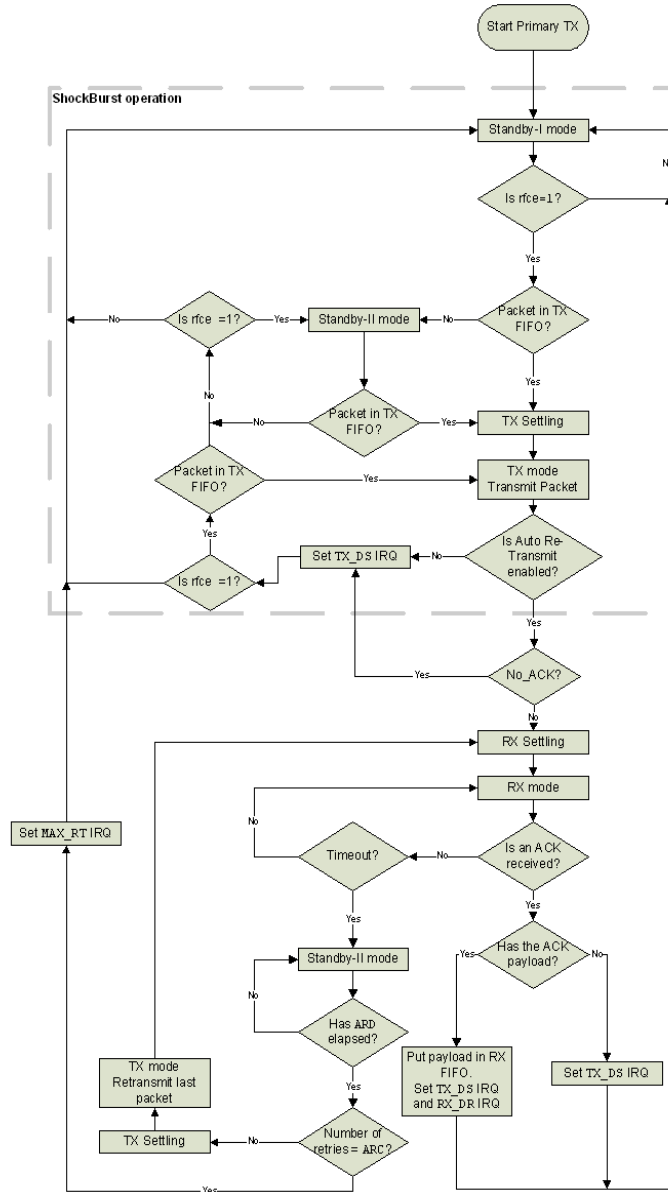 Start Primary TX
ShockBurst operation
Standby-I mode
N
Is rfce=1?
Yes
Is rfce =1?
Packet in TX
FIFO?
No
Yes
Standby-II mode
No
Yes
No
Packet in TX
FIFO?
No
Yes
TX Settling
Packet in TX
FIFO?
Yes
TX mode
Transmit Packet
Yes
Is Auto Re-
Transmit
enabled?
Set TX_DS IRQ
No
Is rfce =1?
Yes
No_ACK?
Yes
No
RX Settling
RX mode
Set MAX_RT IRQ
No
Timeout?
No
Is an ACK
received?
Yes
Yes
Has the ACK
payload?
Yes
No
Standby-II mode
No
Has ARD
elapsed?
TX mode
Retransmit last
packet
Put payload in RX
FIFO.
Set TX_DS IRQ
and RX_DR IRQ
Set TX_DS IRQ
Yes
TX Settling
No
Number of
retries = ARC?
Yes